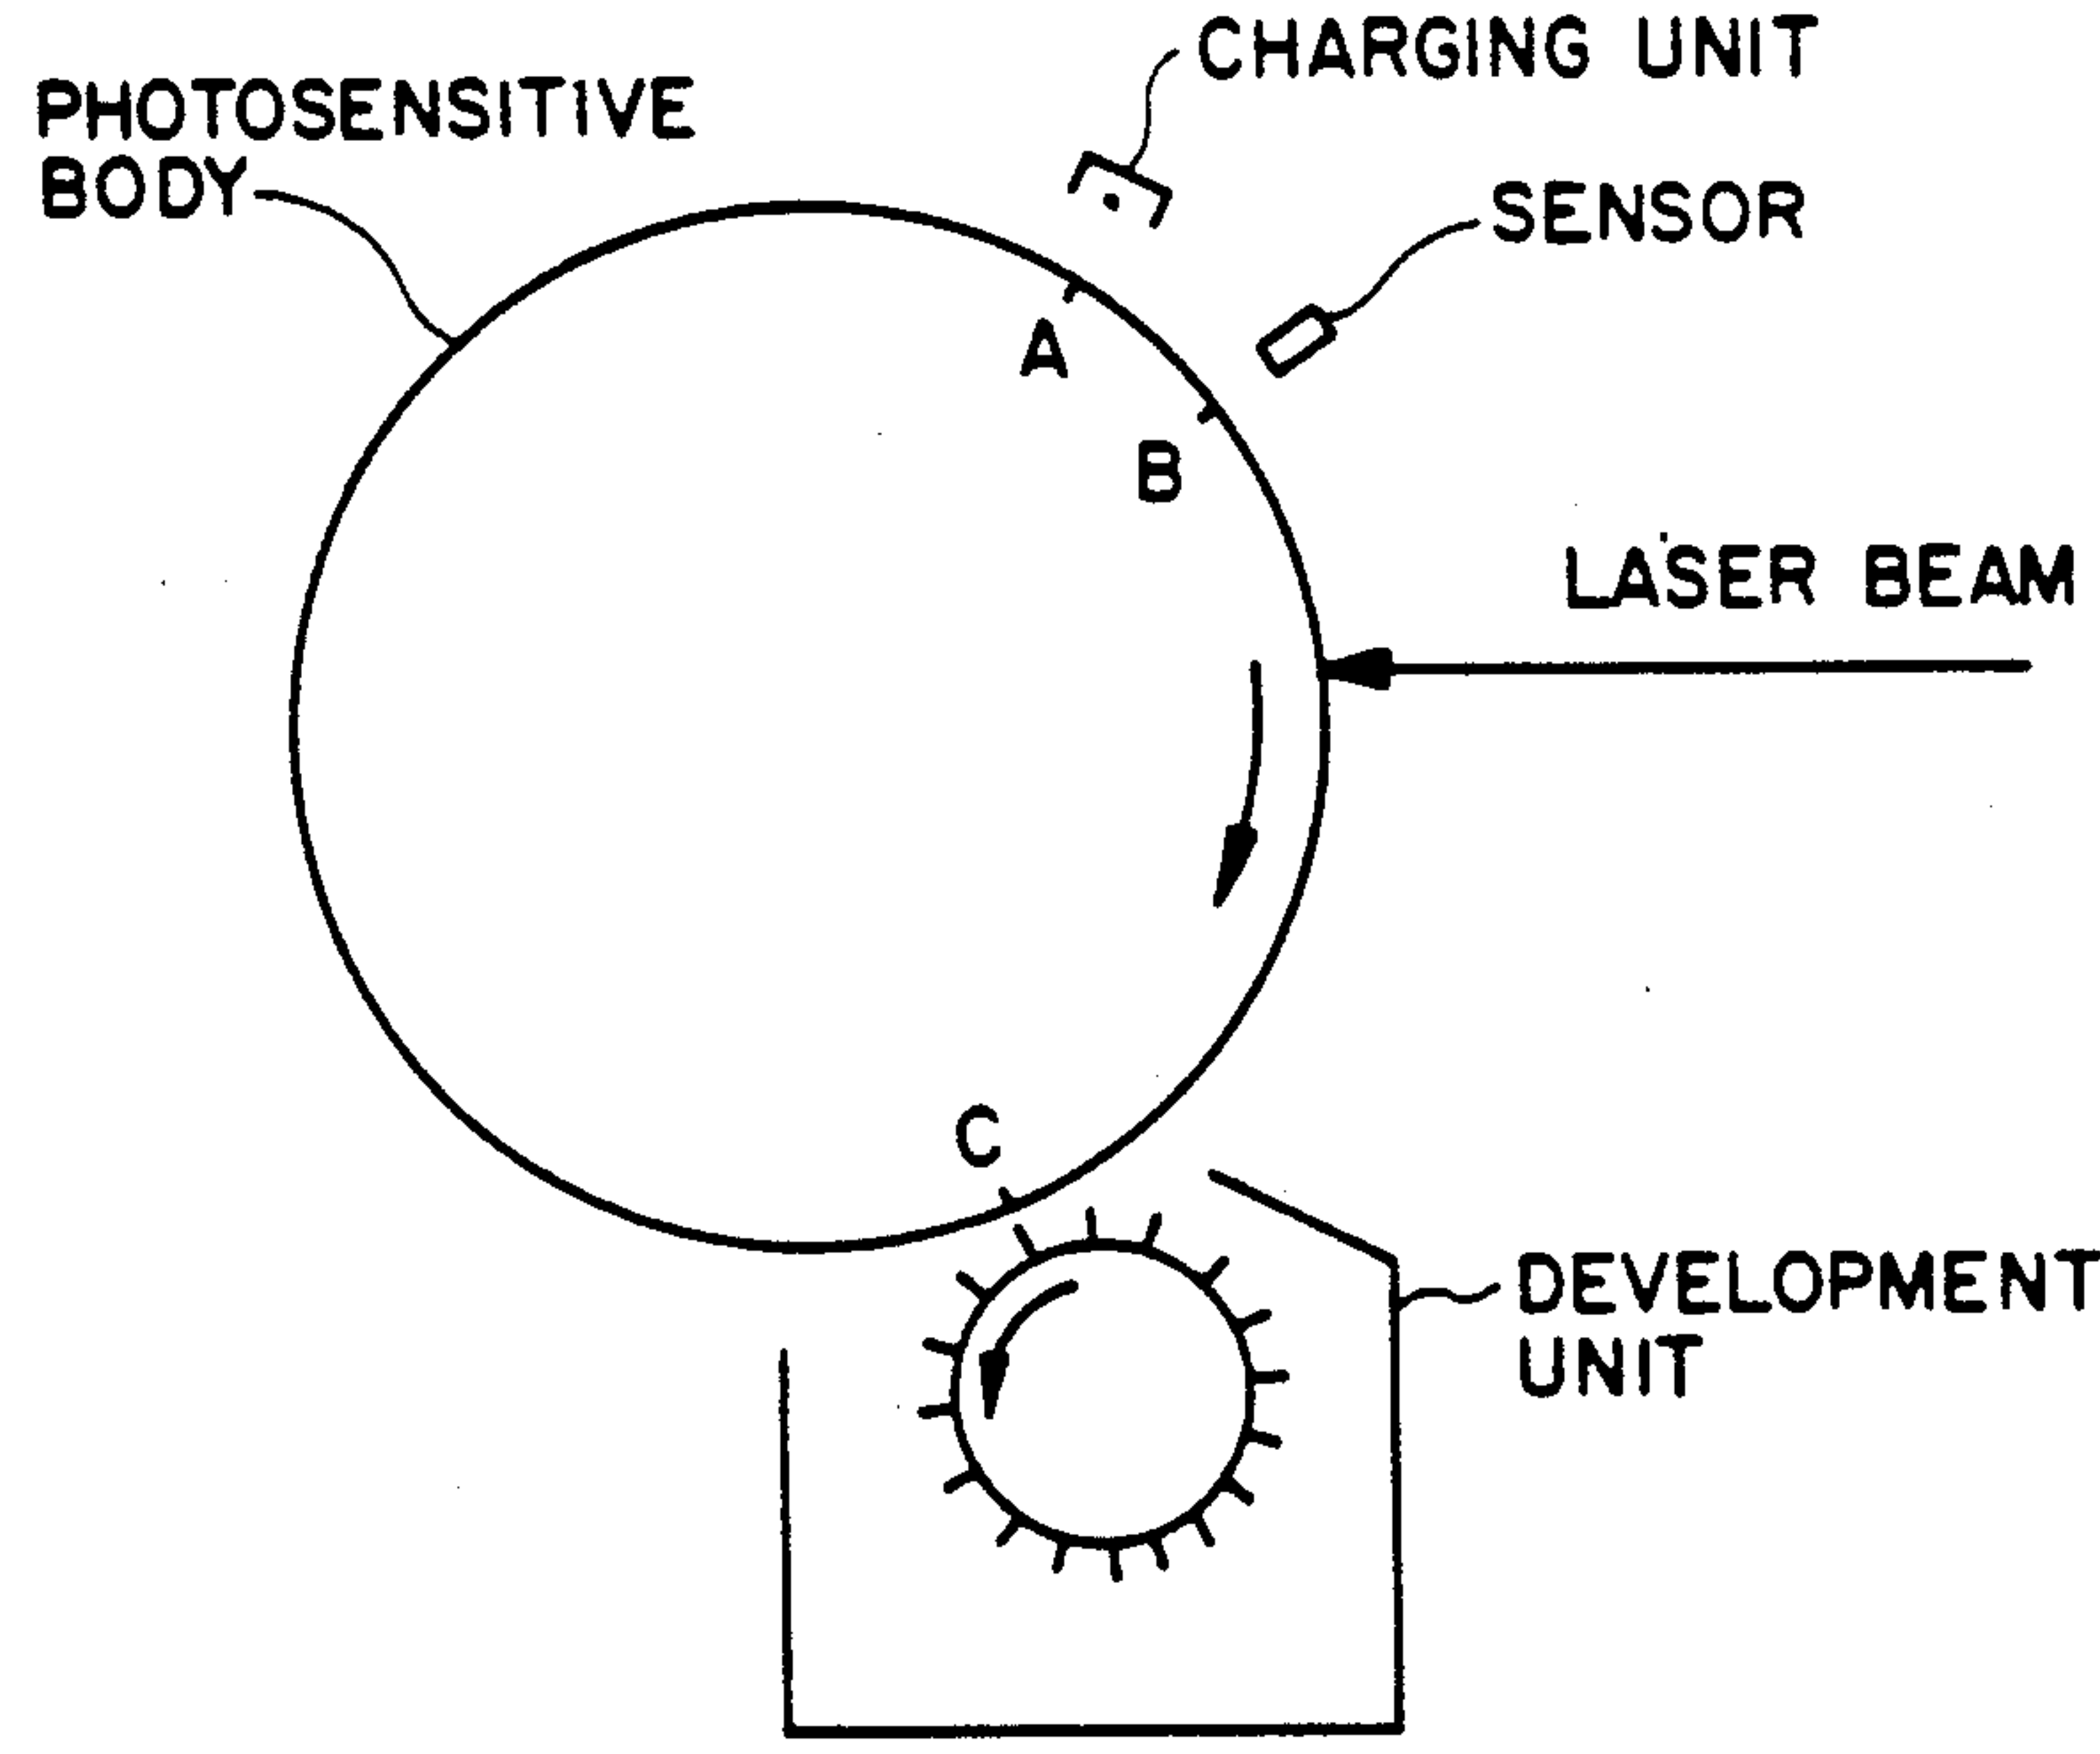 CHARGING UNIT
PHOTOSENSITIVE
BODY
SENSOR
A
B
LASER BEAM
C
DEVELOPMENT
UNIT